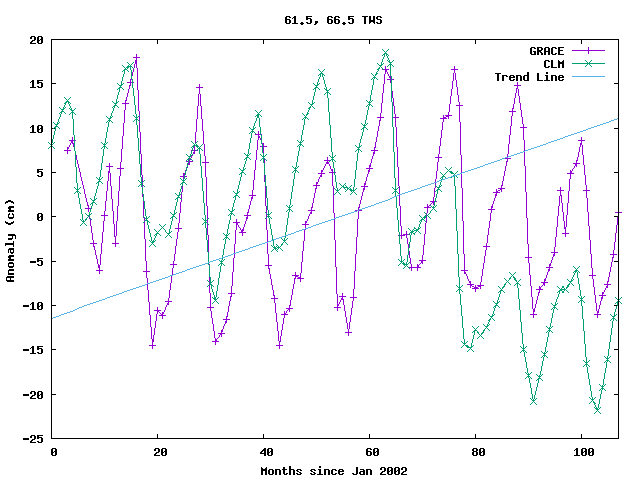 61.5, 66.5 TWS
GRACE
CLM
Trend Line
20
15
10
5
0
-5
-10
-15
-20
-25
Anomaly (cm)
0 20 40 60 80 100
Months since Jan 2002